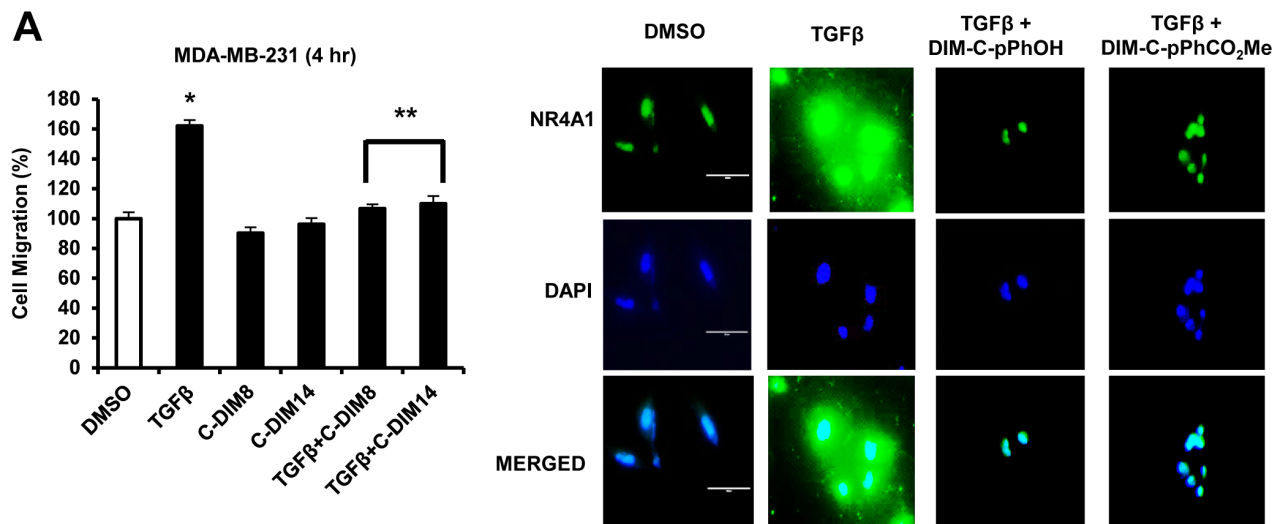 A
MDA-MB-231 (4 hr)
Cell Migration (%)
180
160
140
120
100
80
60
40
20
0
*
**
DMSO
TGFβ
C-DIM8
C-DIM14
TGFβ+C-DIM8
TGFβ+C-DIM14
DMSO
TGFβ
TGFβ +
DIM-C-pPhOH
TGFβ +
DIM-C-pPhCO₂Me
NR4A1
DAPI
MERGED